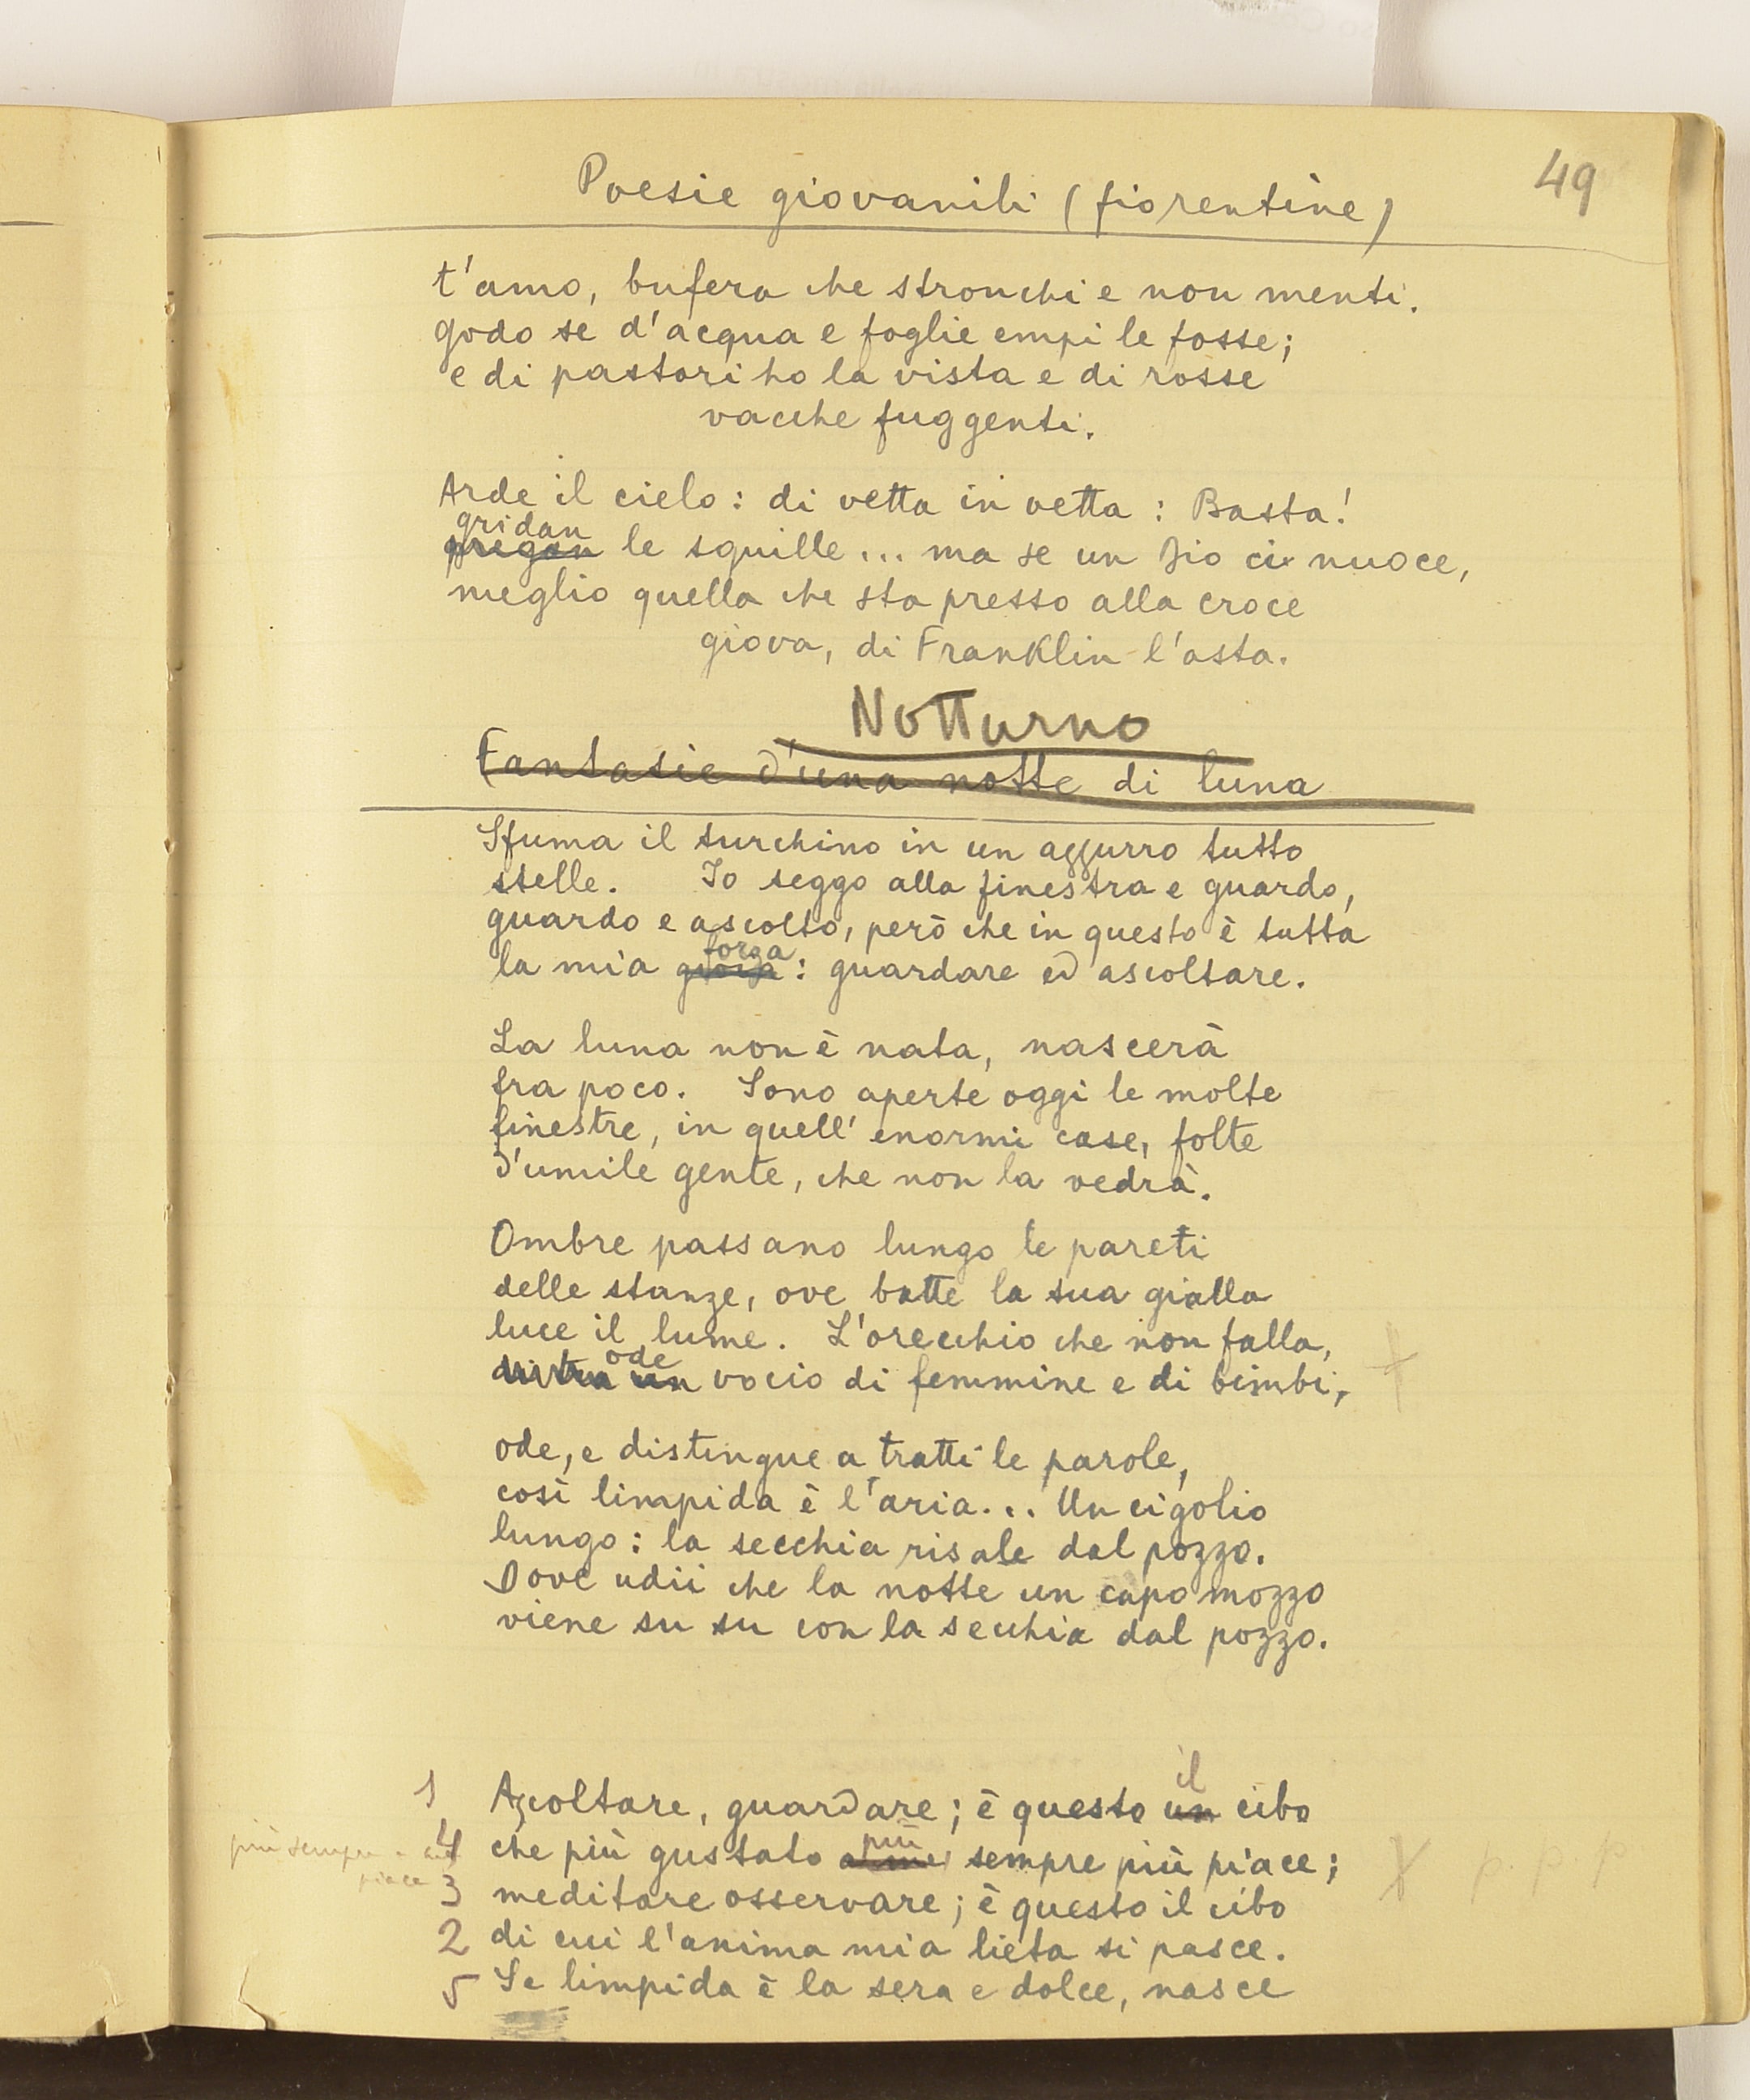 49
Poesie giovanili (fiorentine)
t'amo, bufera che stronchi e non menti.
godo se d'acqua e foglie empi le fosse;
e di pastori ho la vista e di rosse
vacche fuggenti.
Arde il cielo: di vetta in vetta: Basta!
gridan
pregan le squille... ma se un Dio ci nuoce,
meglio quella che sta presso alla croce
giova, di Franklin l'asta.
Notturno
Fantasie d'una notte di luna
Sfuma il turchino in un azzurro tutto
stelle. Io seggo alla finestra e guardo,
guardo e ascolto, però che in questo è tutta
forza
la mia gioia: guardare ed ascoltare.
La luna non è nata, nascerà
fra poco. Sono aperte oggi le molte
finestre, in quell' enormi case, folte
d'umile gente, che non la vedrà.
Ombre passano lungo le pareti
delle stanze, ove batte la sua gialla
luce il lume. L'orecchio che non falla,
ode
un vocio di femmine e di bimbi,
ode, e distingue a tratti le parole,
così limpida è l'aria... Un cigolio
lungo: la secchia risale dal pozzo.
Dove udii che la notte un capo mozzo
viene su su con la secchia dal pozzo.
il
1 Ascoltare, guardare; è questo un cibo
più
4 che più gustato sempre più piace;
più sempre
piace
p. p. p
3 meditare osservare; è questo il cibo
2 di cui l'anima mia lieta si pasce.
5 Se limpida è la sera e dolce, nasce